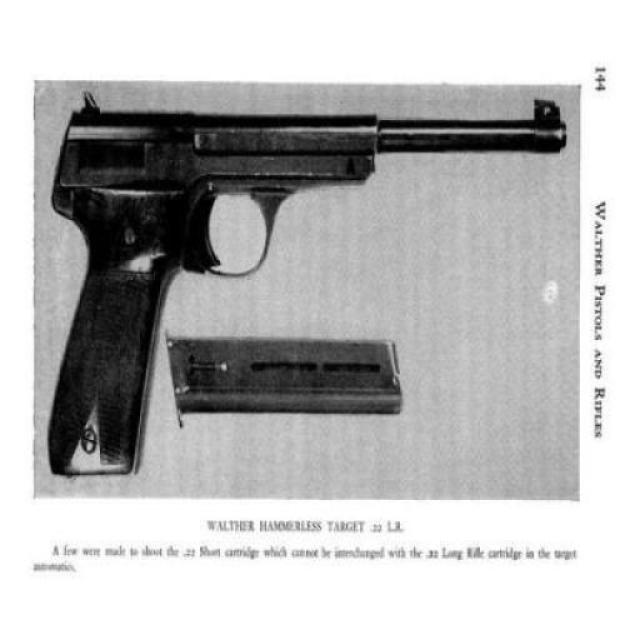 144
WALTHER PISTOLS AND RIFLES
WALTHER HAMMERLESS TARGET .22 L.R.
A few were made to shoot the .22 Short cartridge which cannot be interchanged with the .22 Long Rifle cartridge in the target
automatics.